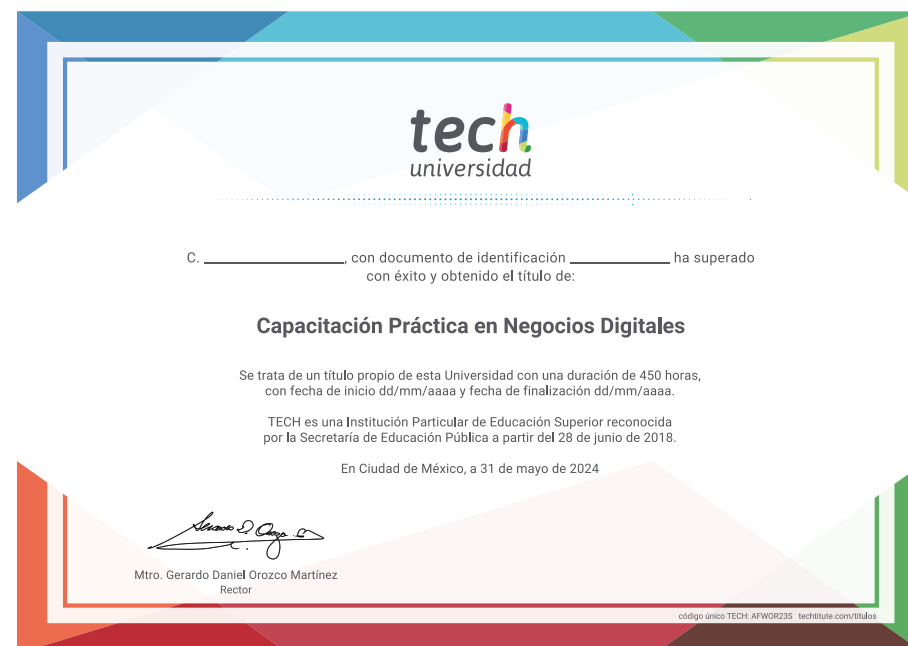 tech
universidad
C. ____________, con documento de identificación ____________ ha superado
con éxito y obtenido el título de:
Capacitación Práctica en Negocios Digitales
Se trata de un título propio de esta Universidad con una duración de 450 horas,
con fecha de inicio dd/mm/aaaa y fecha de finalización dd/mm/aaaa.
TECH es una Institución Particular de Educación Superior reconocida
por la Secretaría de Educación Pública a partir del 28 de junio de 2018.
En Ciudad de México, a 31 de mayo de 2024
Mtro. Gerardo Daniel Orozco Martínez
Rector
código único TECH: AFWOR23S techtitute.com/titulos